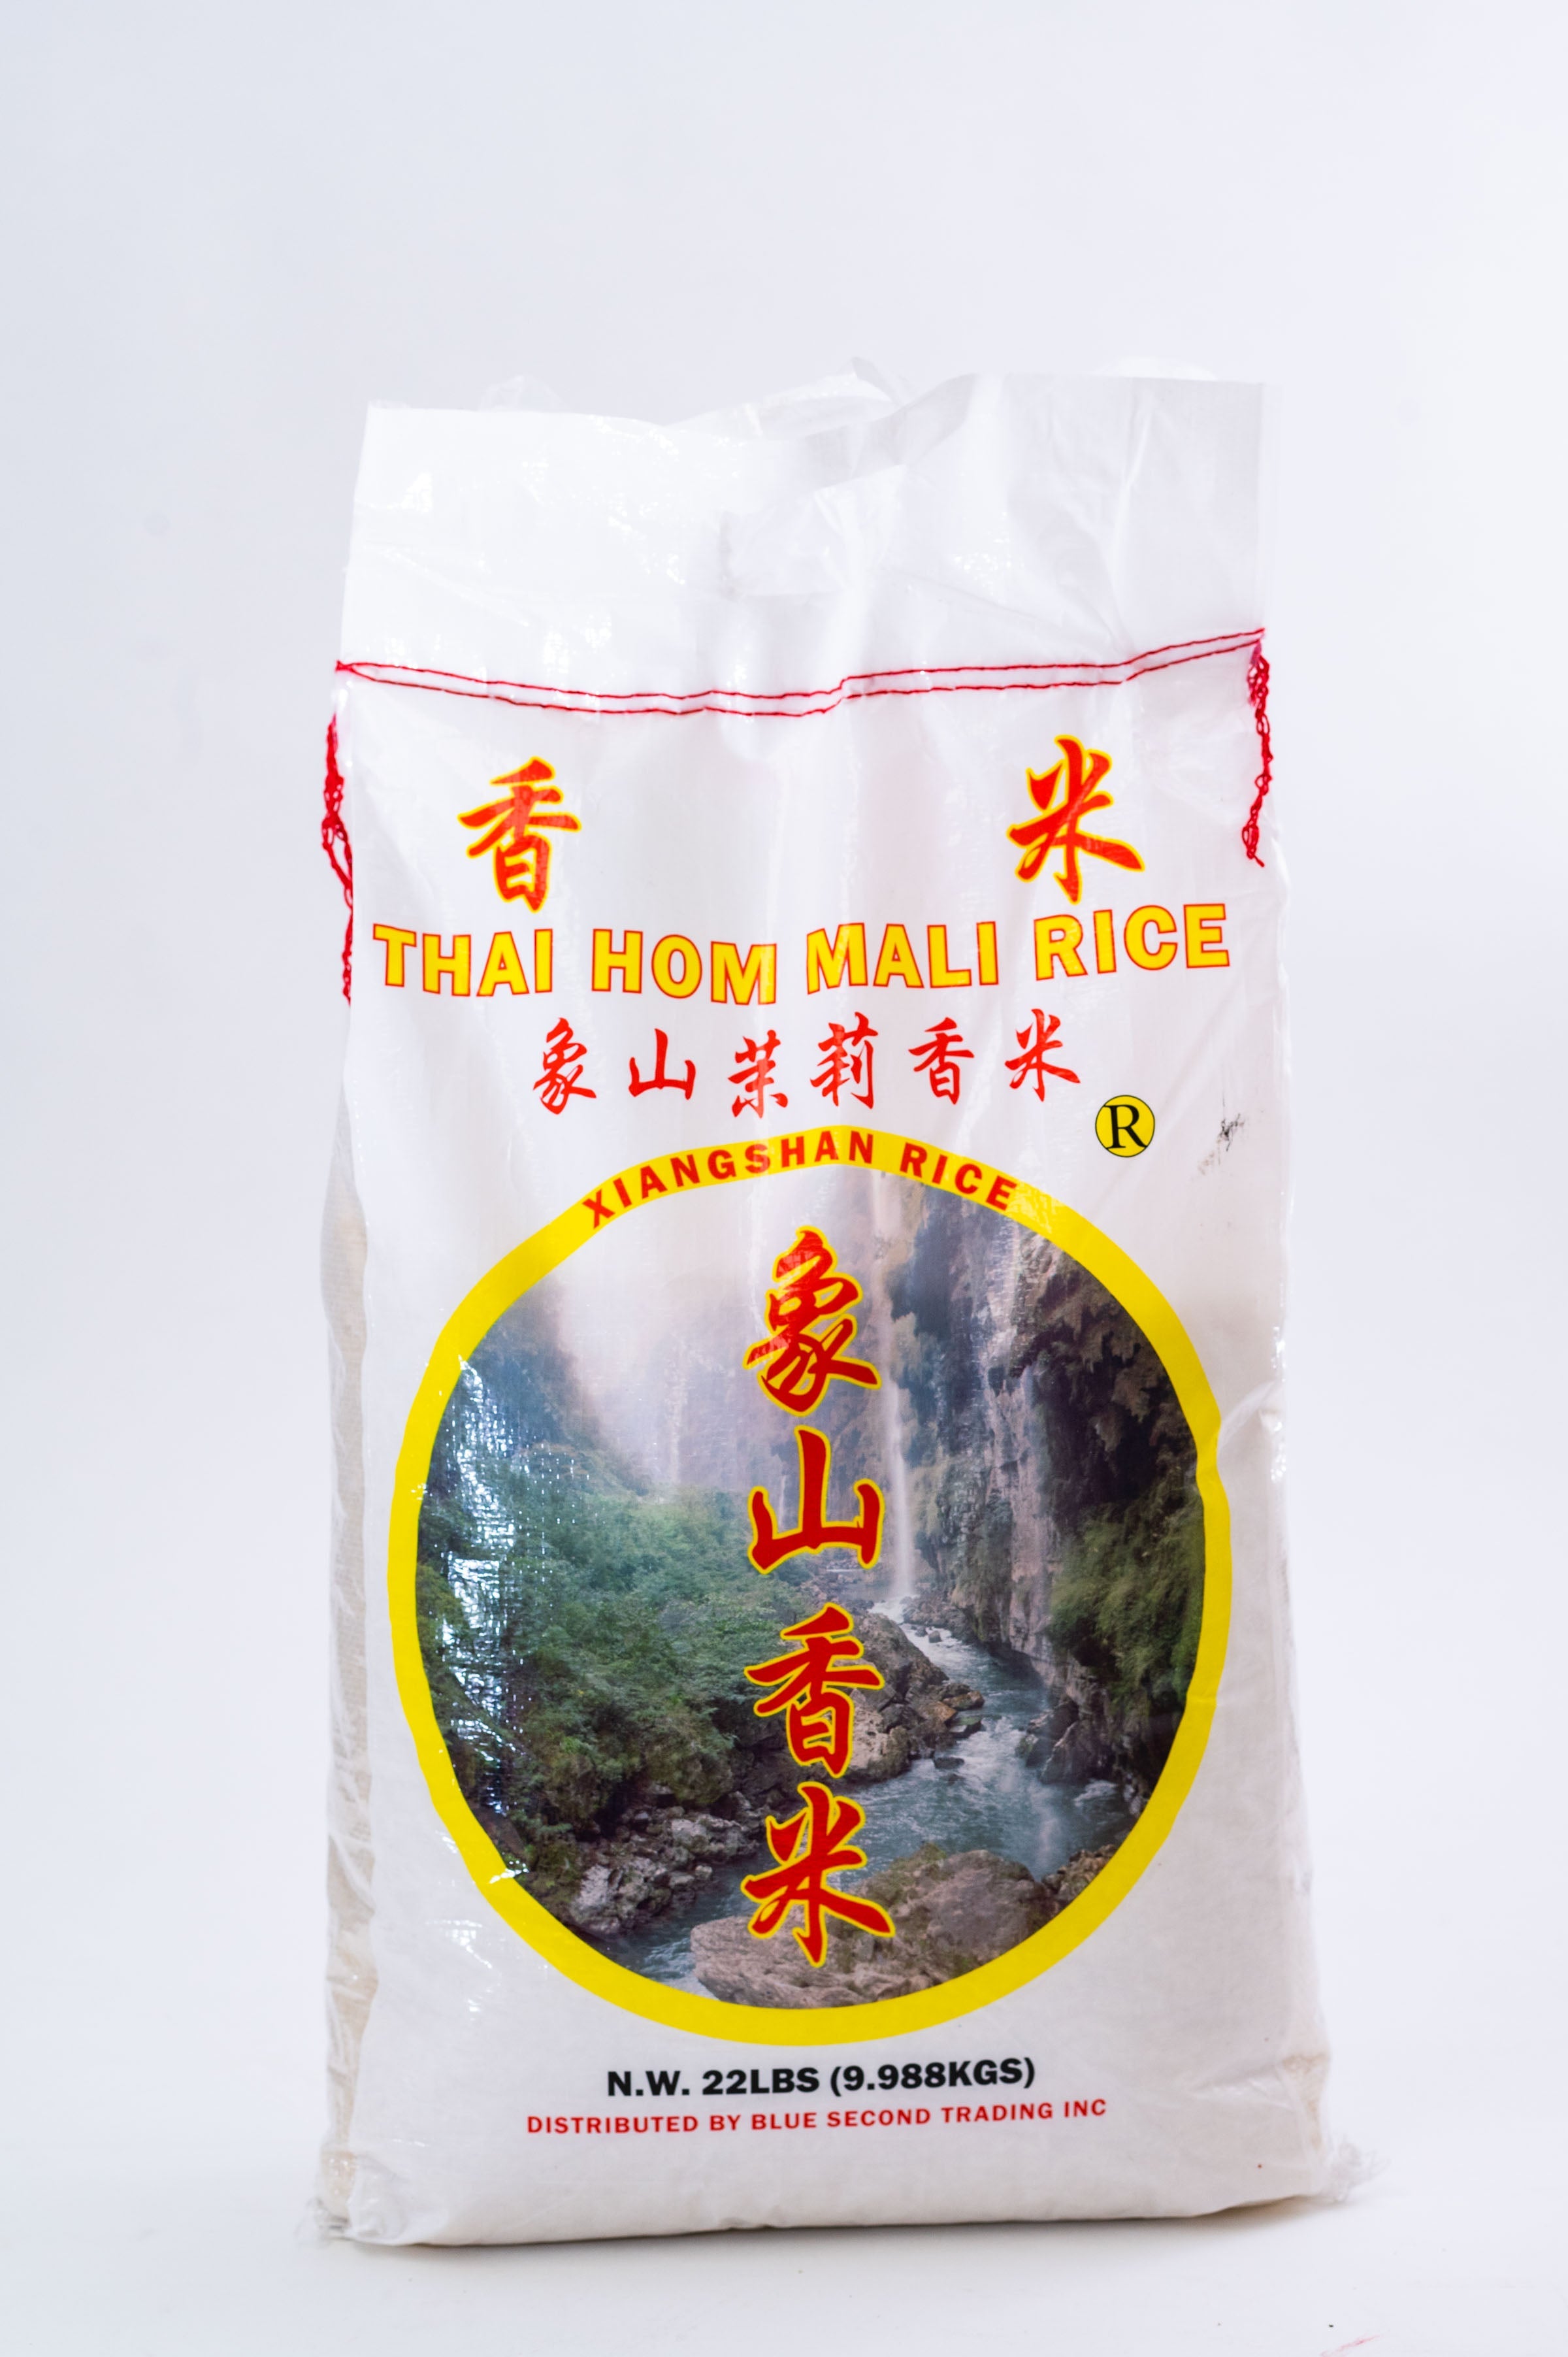 香 米
THAI HOM MALI RICE
象山茉莉香米
®
XIANGSHAN RICE
象山香米
N.W. 22LBS (9.988KGS)
DISTRIBUTED BY BLUE SECOND TRADING INC